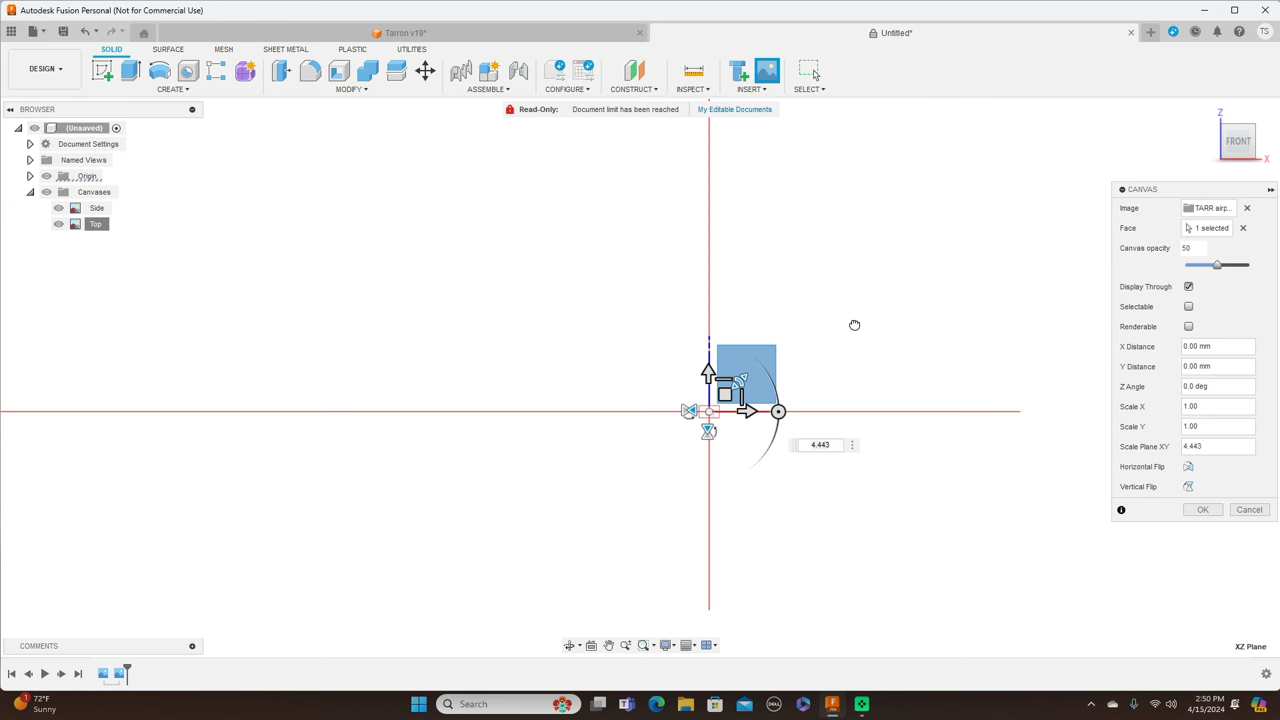 Autodesk Fusion Personal (Not for Commercial Use)
Tarron v19*
Untitled*
TS
DESIGN
SOLID SURFACE MESH SHEET METAL PLASTIC UTILITIES
CREATE MODIFY ASSEMBLE CONFIGURE CONSTRUCT INSPECT INSERT SELECT
BROWSER
Read-Only: Document limit has been reached My Editable Documents
(Unsaved)
Document Settings
Named Views
Origin
Canvases
Side
Top
Z
FRONT
X
CANVAS
Image TARR airp...
Face 1 selected
Canvas opacity 50
Display Through
Selectable
Renderable
X Distance 0.00 mm
Y Distance 0.00 mm
Z Angle 0.0 deg
Scale X 1.00
Scale Y 1.00
Scale Plane XY 4.443
Horizontal Flip
Vertical Flip
OK Cancel
4.443
COMMENTS
XZ Plane
72°F
Sunny
Search
DELL
2:50 PM
4/15/2024